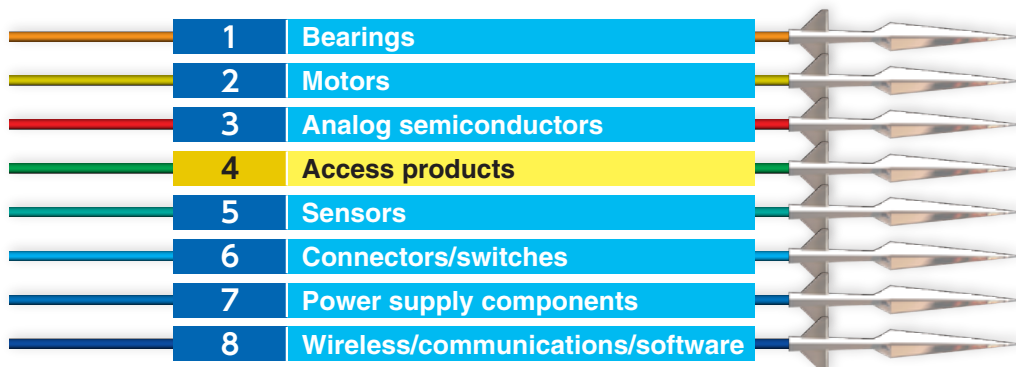 1 Bearings
2 Motors
3 Analog semiconductors
4 Access products
5 Sensors
6 Connectors/switches
7 Power supply components
8 Wireless/communications/software